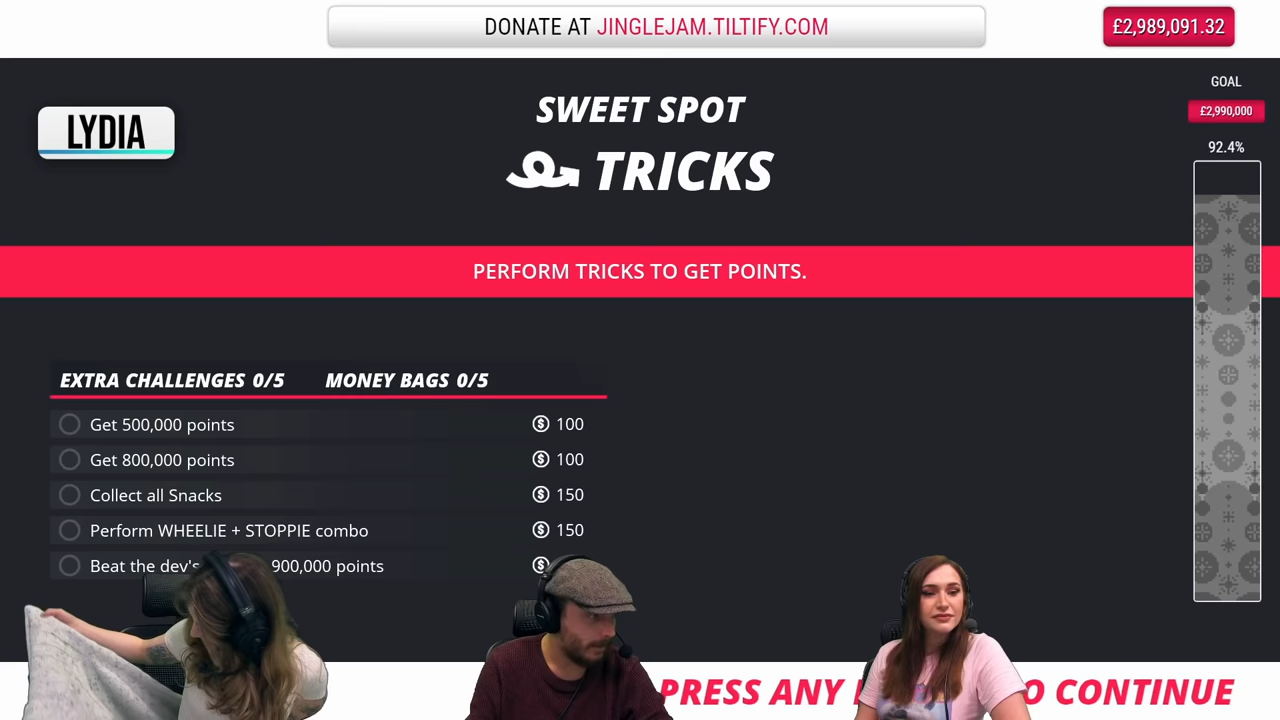 DONATE AT JINGLEJAM.TILTIFY.COM
£2,989,091.32
GOAL
£2,990,000
92.4%
LYDIA
SWEET SPOT
TRICKS
PERFORM TRICKS TO GET POINTS.
EXTRA CHALLENGES 0/5 MONEY BAGS 0/5
Get 500,000 points 100
Get 800,000 points 100
Collect all Snacks 150
Perform WHEELIE + STOPPIE combo 150
Beat the dev's 900,000 points
PRESS ANY TO CONTINUE